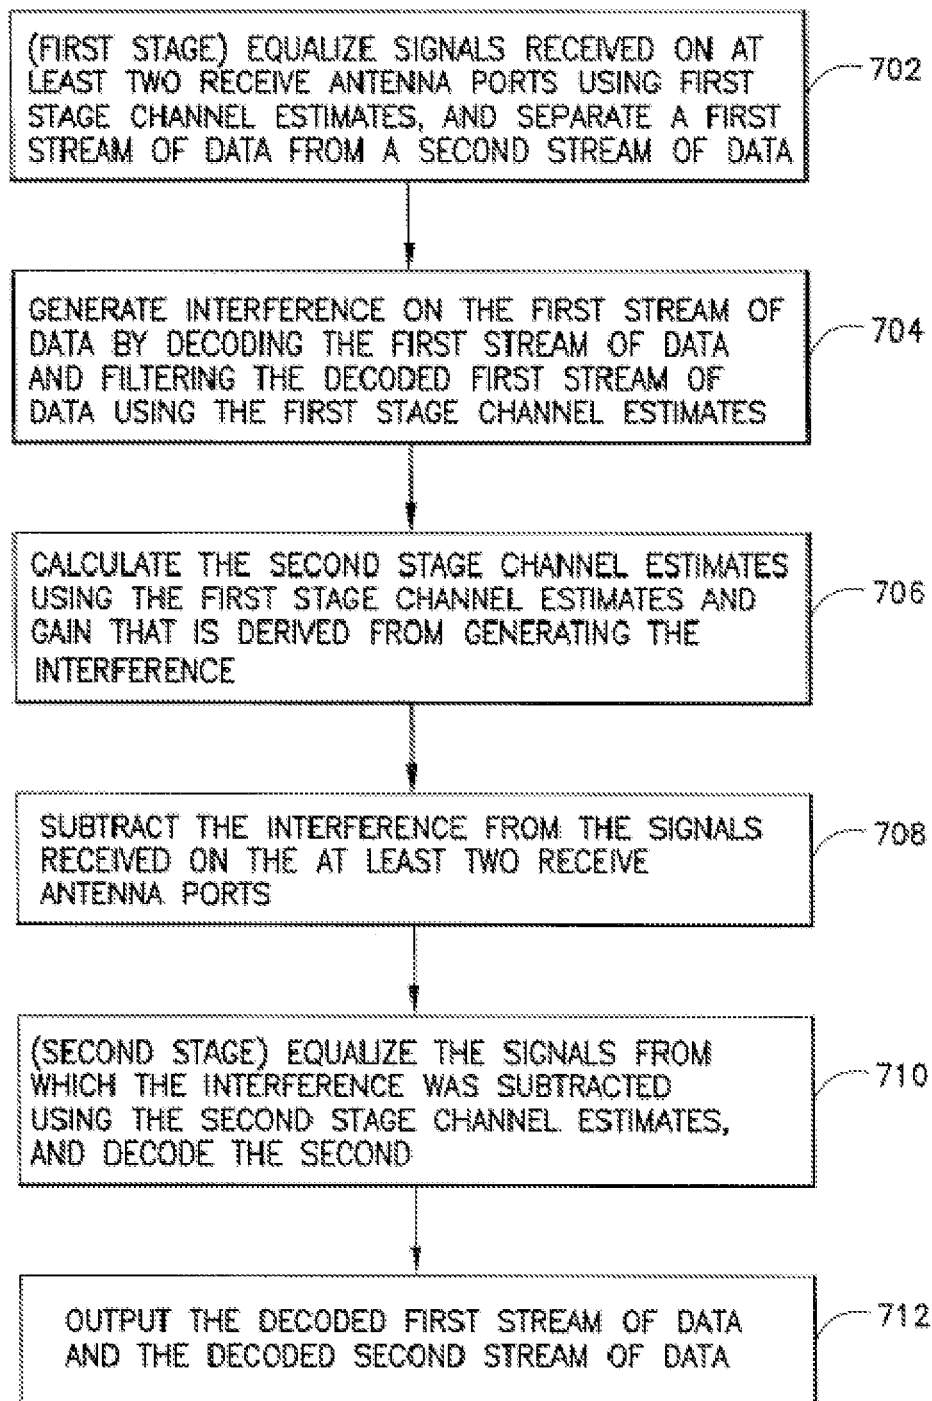 (FIRST STAGE) EQUALIZE SIGNALS RECEIVED ON AT
LEAST TWO RECEIVE ANTENNA PORTS USING FIRST
STAGE CHANNEL ESTIMATES, AND SEPARATE A FIRST
STREAM OF DATA FROM A SECOND STREAM OF DATA
702
GENERATE INTERFERENCE ON THE FIRST STREAM OF
DATA BY DECODING THE FIRST STREAM OF DATA
AND FILTERING THE DECODED FIRST STREAM OF
DATA USING THE FIRST STAGE CHANNEL ESTIMATES
704
CALCULATE THE SECOND STAGE CHANNEL ESTIMATES
USING THE FIRST STAGE CHANNEL ESTIMATES AND
GAIN THAT IS DERIVED FROM GENERATING THE
INTERFERENCE
706
SUBTRACT THE INTERFERENCE FROM THE SIGNALS
RECEIVED ON THE AT LEAST TWO RECEIVE
ANTENNA PORTS
708
(SECOND STAGE) EQUALIZE THE SIGNALS FROM
WHICH THE INTERFERENCE WAS SUBTRACTED
USING THE SECOND STAGE CHANNEL ESTIMATES,
AND DECODE THE SECOND
710
OUTPUT THE DECODED FIRST STREAM OF DATA
AND THE DECODED SECOND STREAM OF DATA
712